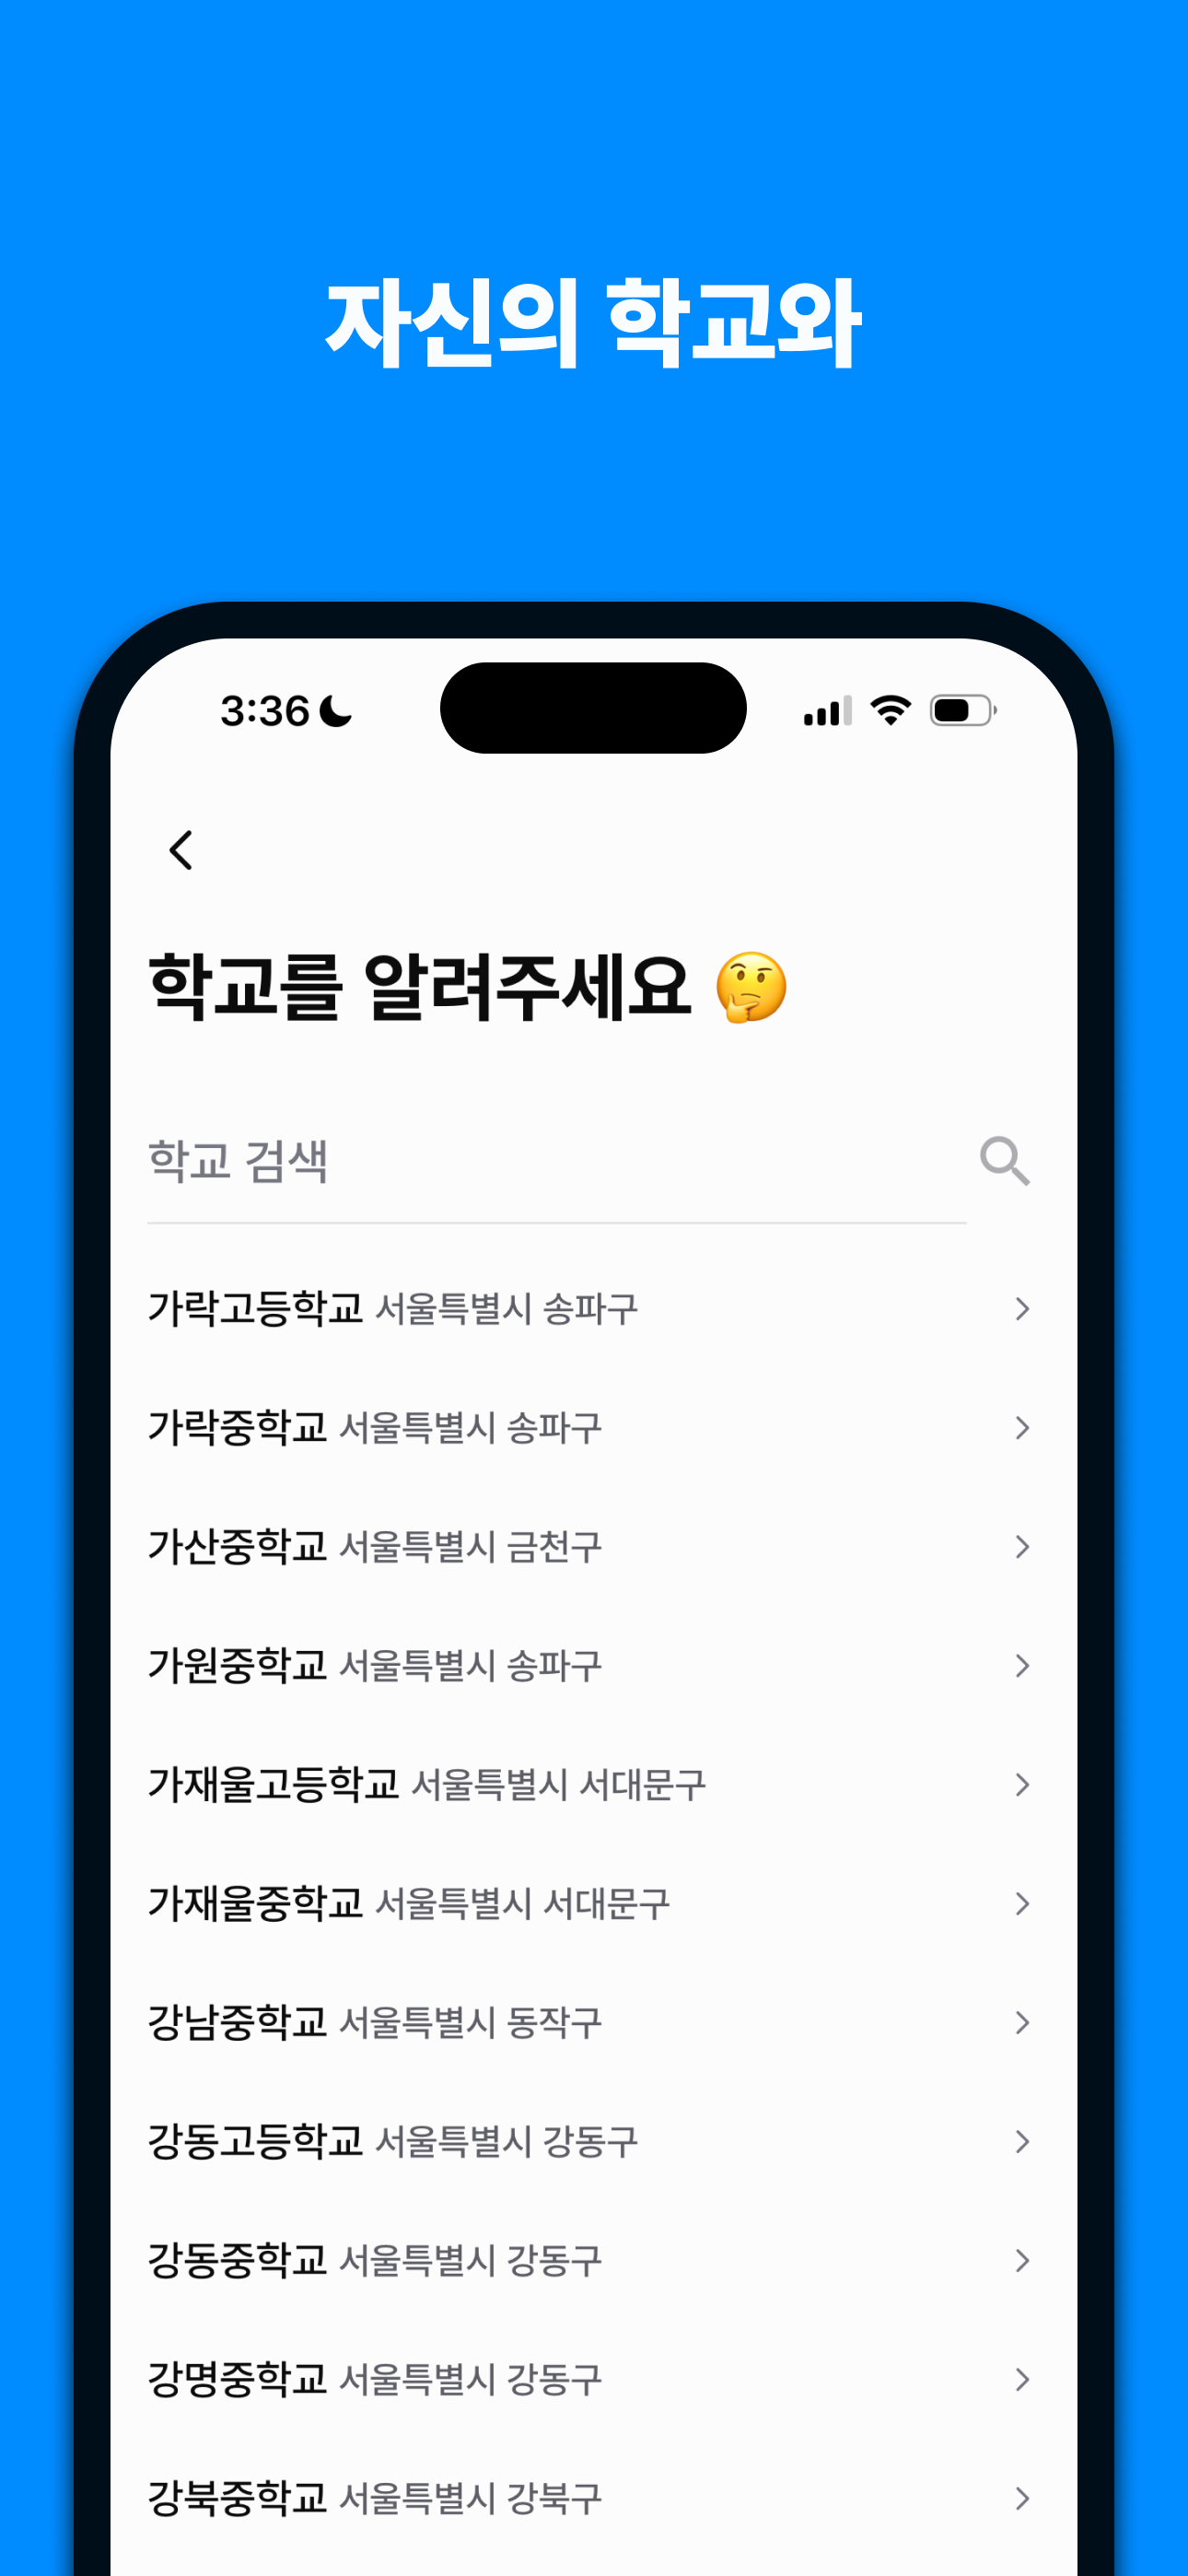 자신의 학교와
3:36
학교를 알려주세요 🤔
학교 검색
가락고등학교 서울특별시 송파구
가락중학교 서울특별시 송파구
가산중학교 서울특별시 금천구
가원중학교 서울특별시 송파구
가재울고등학교 서울특별시 서대문구
가재울중학교 서울특별시 서대문구
강남중학교 서울특별시 동작구
강동고등학교 서울특별시 강동구
강동중학교 서울특별시 강동구
강명중학교 서울특별시 강동구
강북중학교 서울특별시 강북구